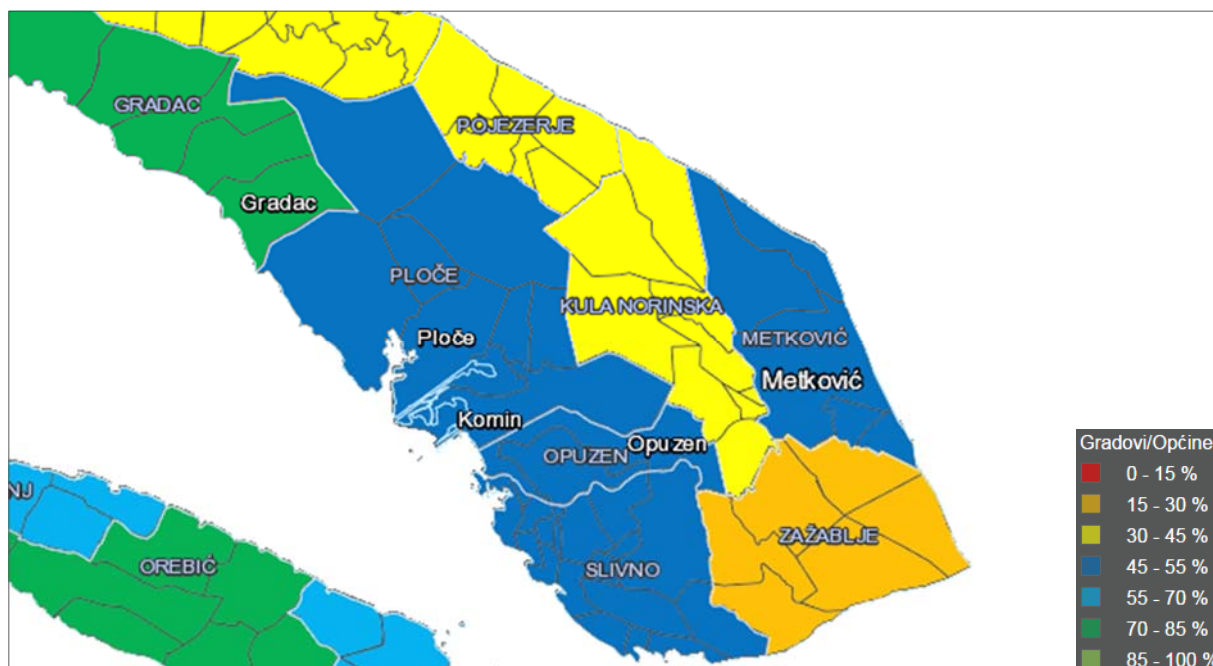 GRADAC
POJEZERJE
Gradac
PLOČE
KULA NORINSKA
Ploče
METKOVIĆ
Metković
Komin
Opuzen
OPUZEN
Gradovi/Općine
0 - 15 %
NJ
15 - 30 %
ZAŽABLJE
30 - 45 %
OREBIĆ
SLIVNO
45 - 55 %
55 - 70 %
70 - 85 %
85 - 100 %